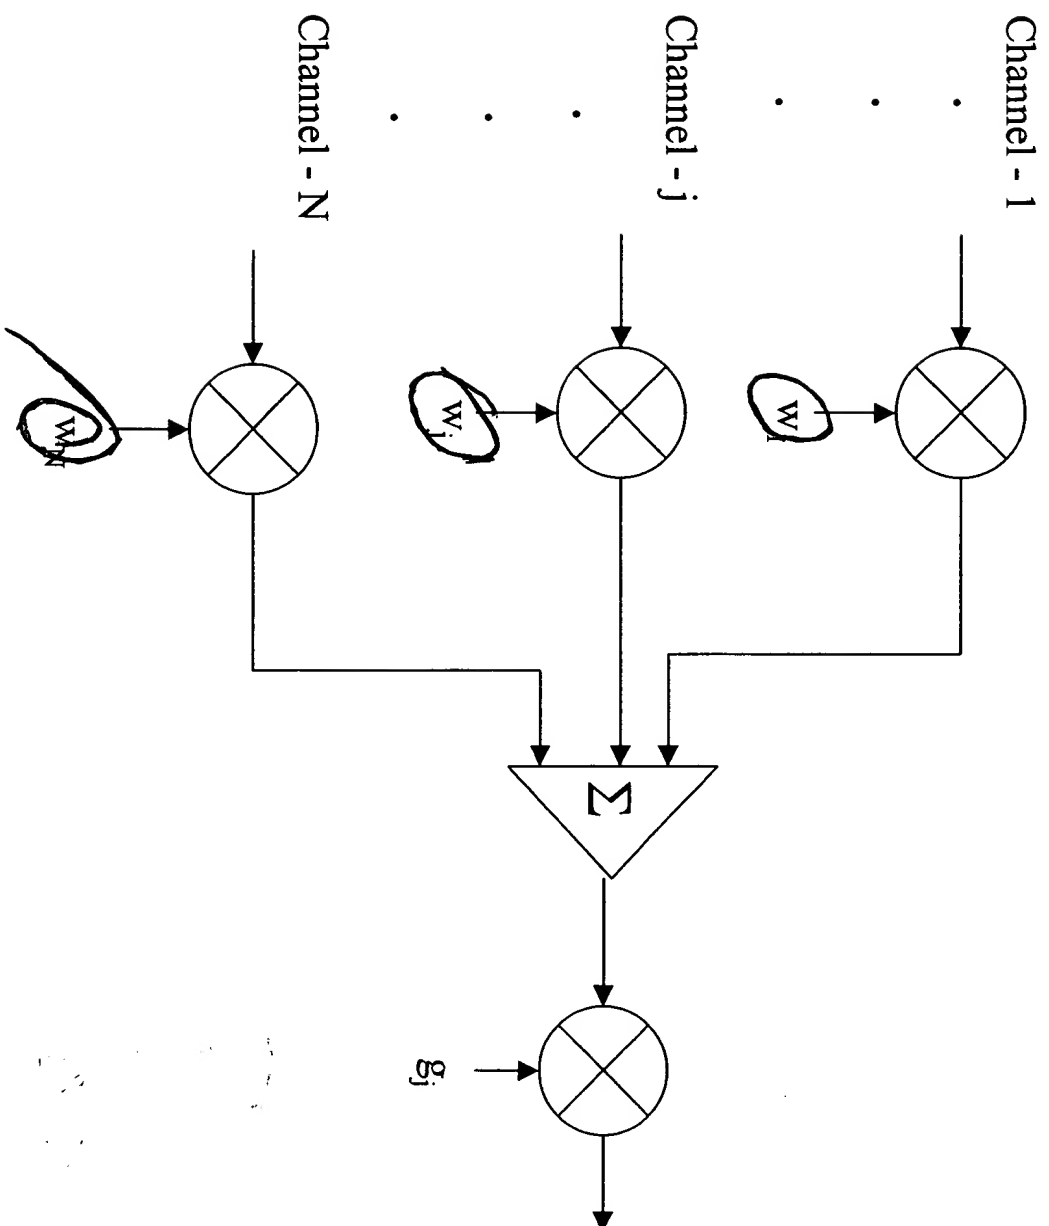 Channel - 1
w1
.
.
.
Channel - j
wj
.
.
.
Channel - N
wN
Σ
gj